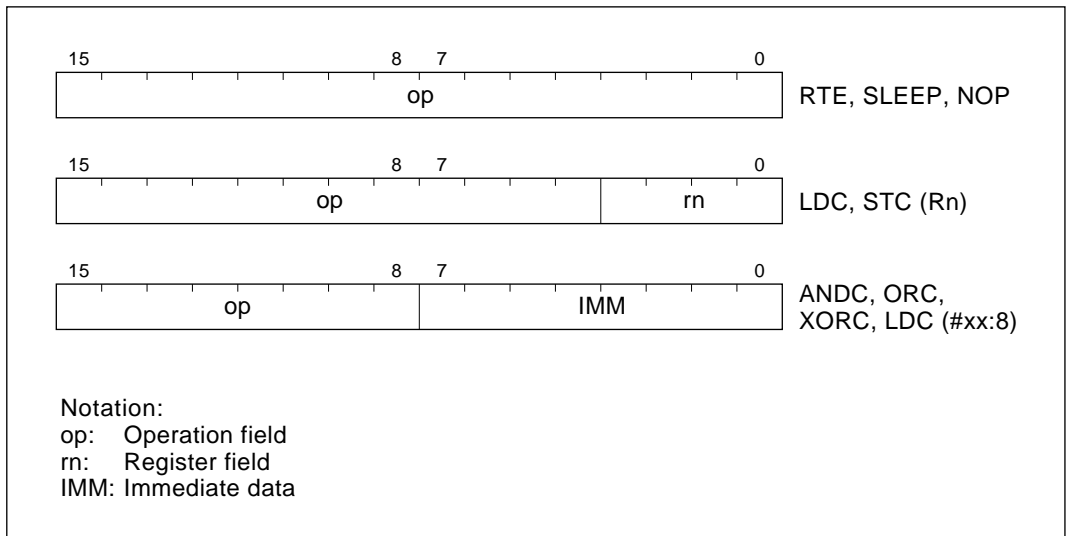 15 8 7 0
op RTE, SLEEP, NOP
15 8 7 0
op rn LDC, STC (Rn)
15 8 7 0
op IMM ANDC, ORC,
XORC, LDC (#xx:8)
Notation:
op: Operation field
rn: Register field
IMM: Immediate data